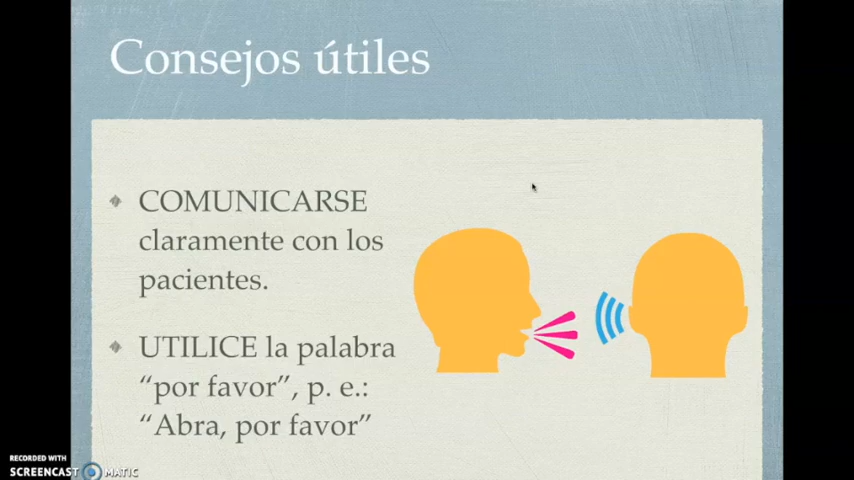 Consejos útiles
COMUNICARSE
claramente con los
pacientes.
UTILICE la palabra
“por favor”, p. e.:
“Abra, por favor”
RECORDED WITH
SCREENCAST MATIC